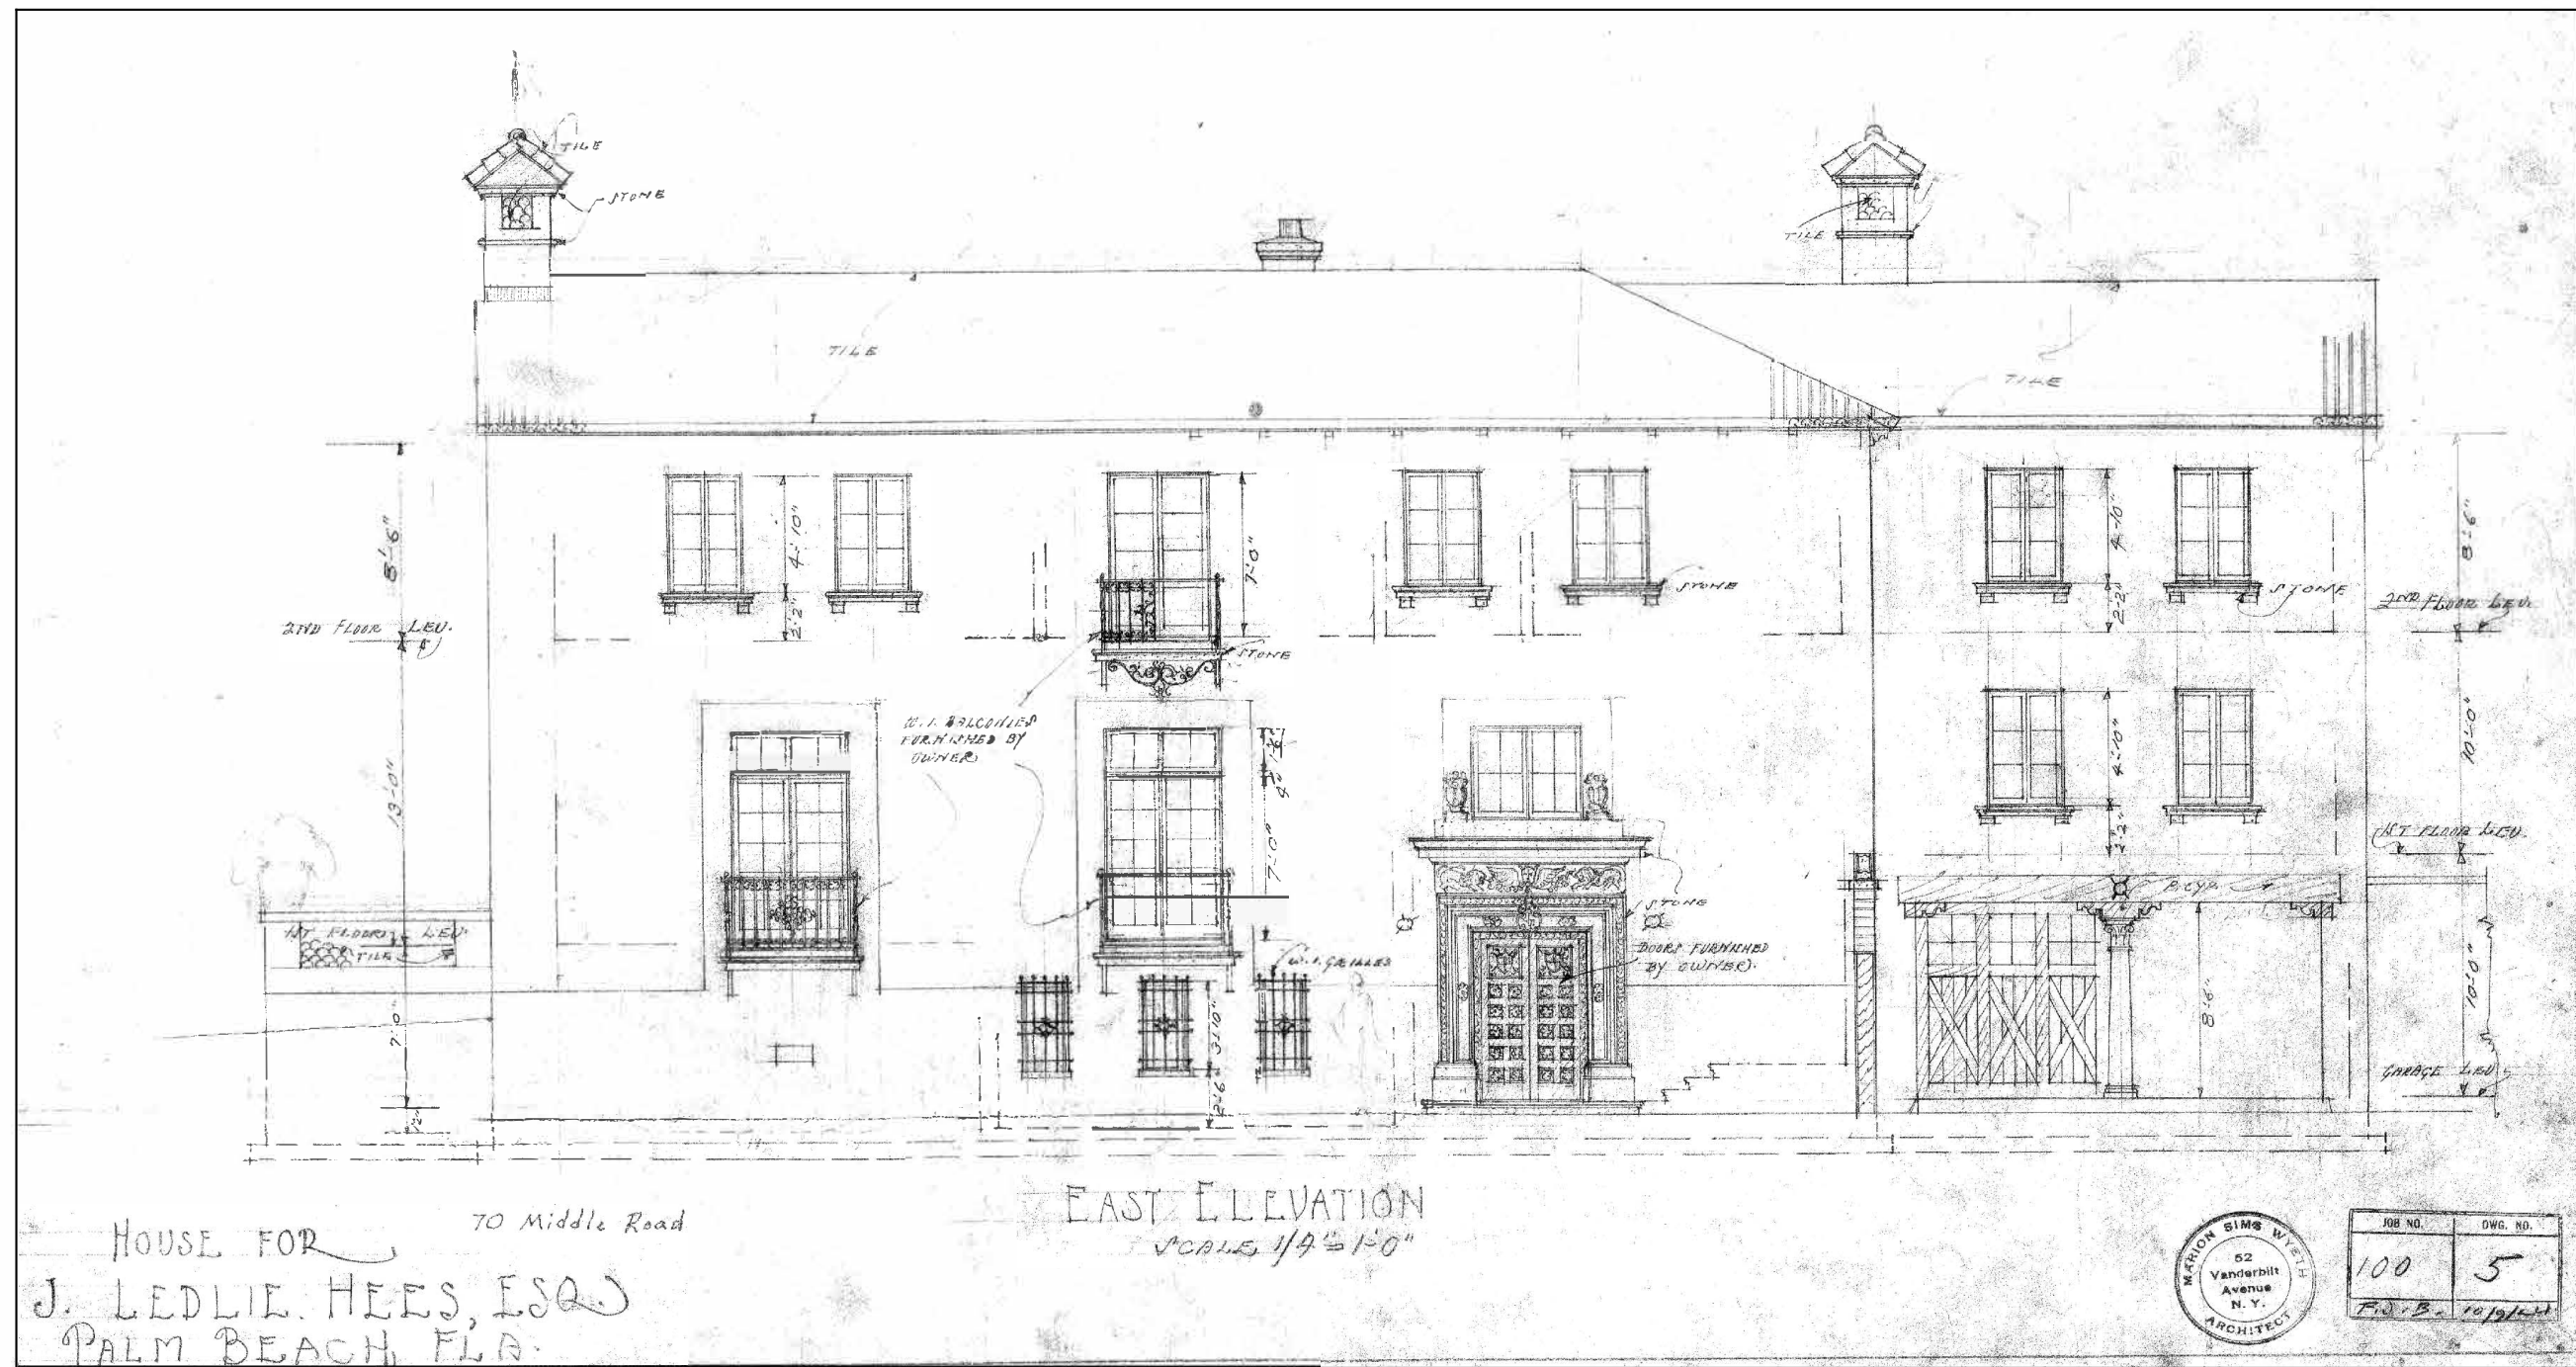 TILE
STONE
TILE
TILE
TILE
8'-6"
4'-10"
2'-2"
7'-0"
STONE
4'-10"
2'-2"
STONE
8'-6"
2ND FLOOR LEV.
2ND FLOOR LEV.
STONE
W.I. BALCONIES
FURNISHED BY
OWNER
13'-0"
7'-0"
4'-10"
2'-2"
10'-0"
1ST FLOOR LEV.
P. CYP.
STONE
1ST FLOOR LEV.
TILE
W.I. GRILLES
DOORS FURNISHED
BY OWNER.
7'-0"
3'-10"
2'-6"
8'-6"
10'-0"
GARAGE LEV.
EAST ELEVATION
SCALE 1/4" = 1'-0"
70 Middle Road
HOUSE FOR
J. LEDLIE HEES, ESQ.
PALM BEACH, FLA.
MARION SIMS WYETH
52
Vanderbilt
Avenue
N. Y.
ARCHITECT
JOB NO. DWG. NO.
100 5